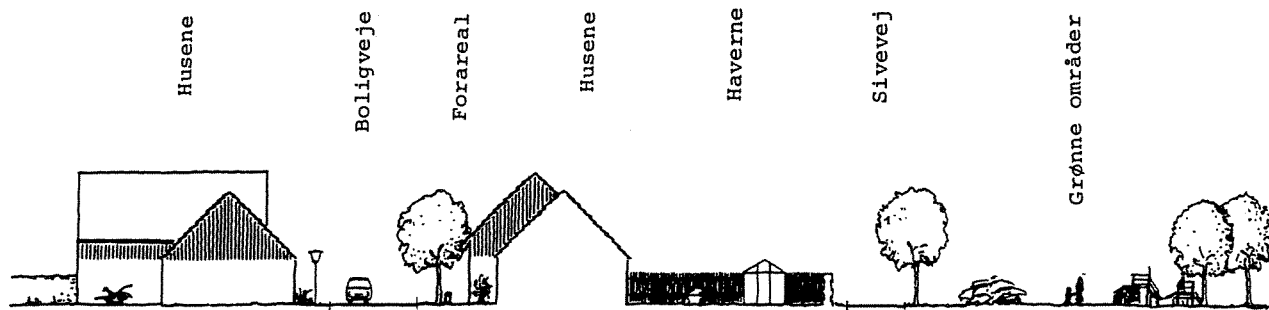 Husene
Boligveje
Forareal
Husene
Haverne
Sivevej
Grønne områder